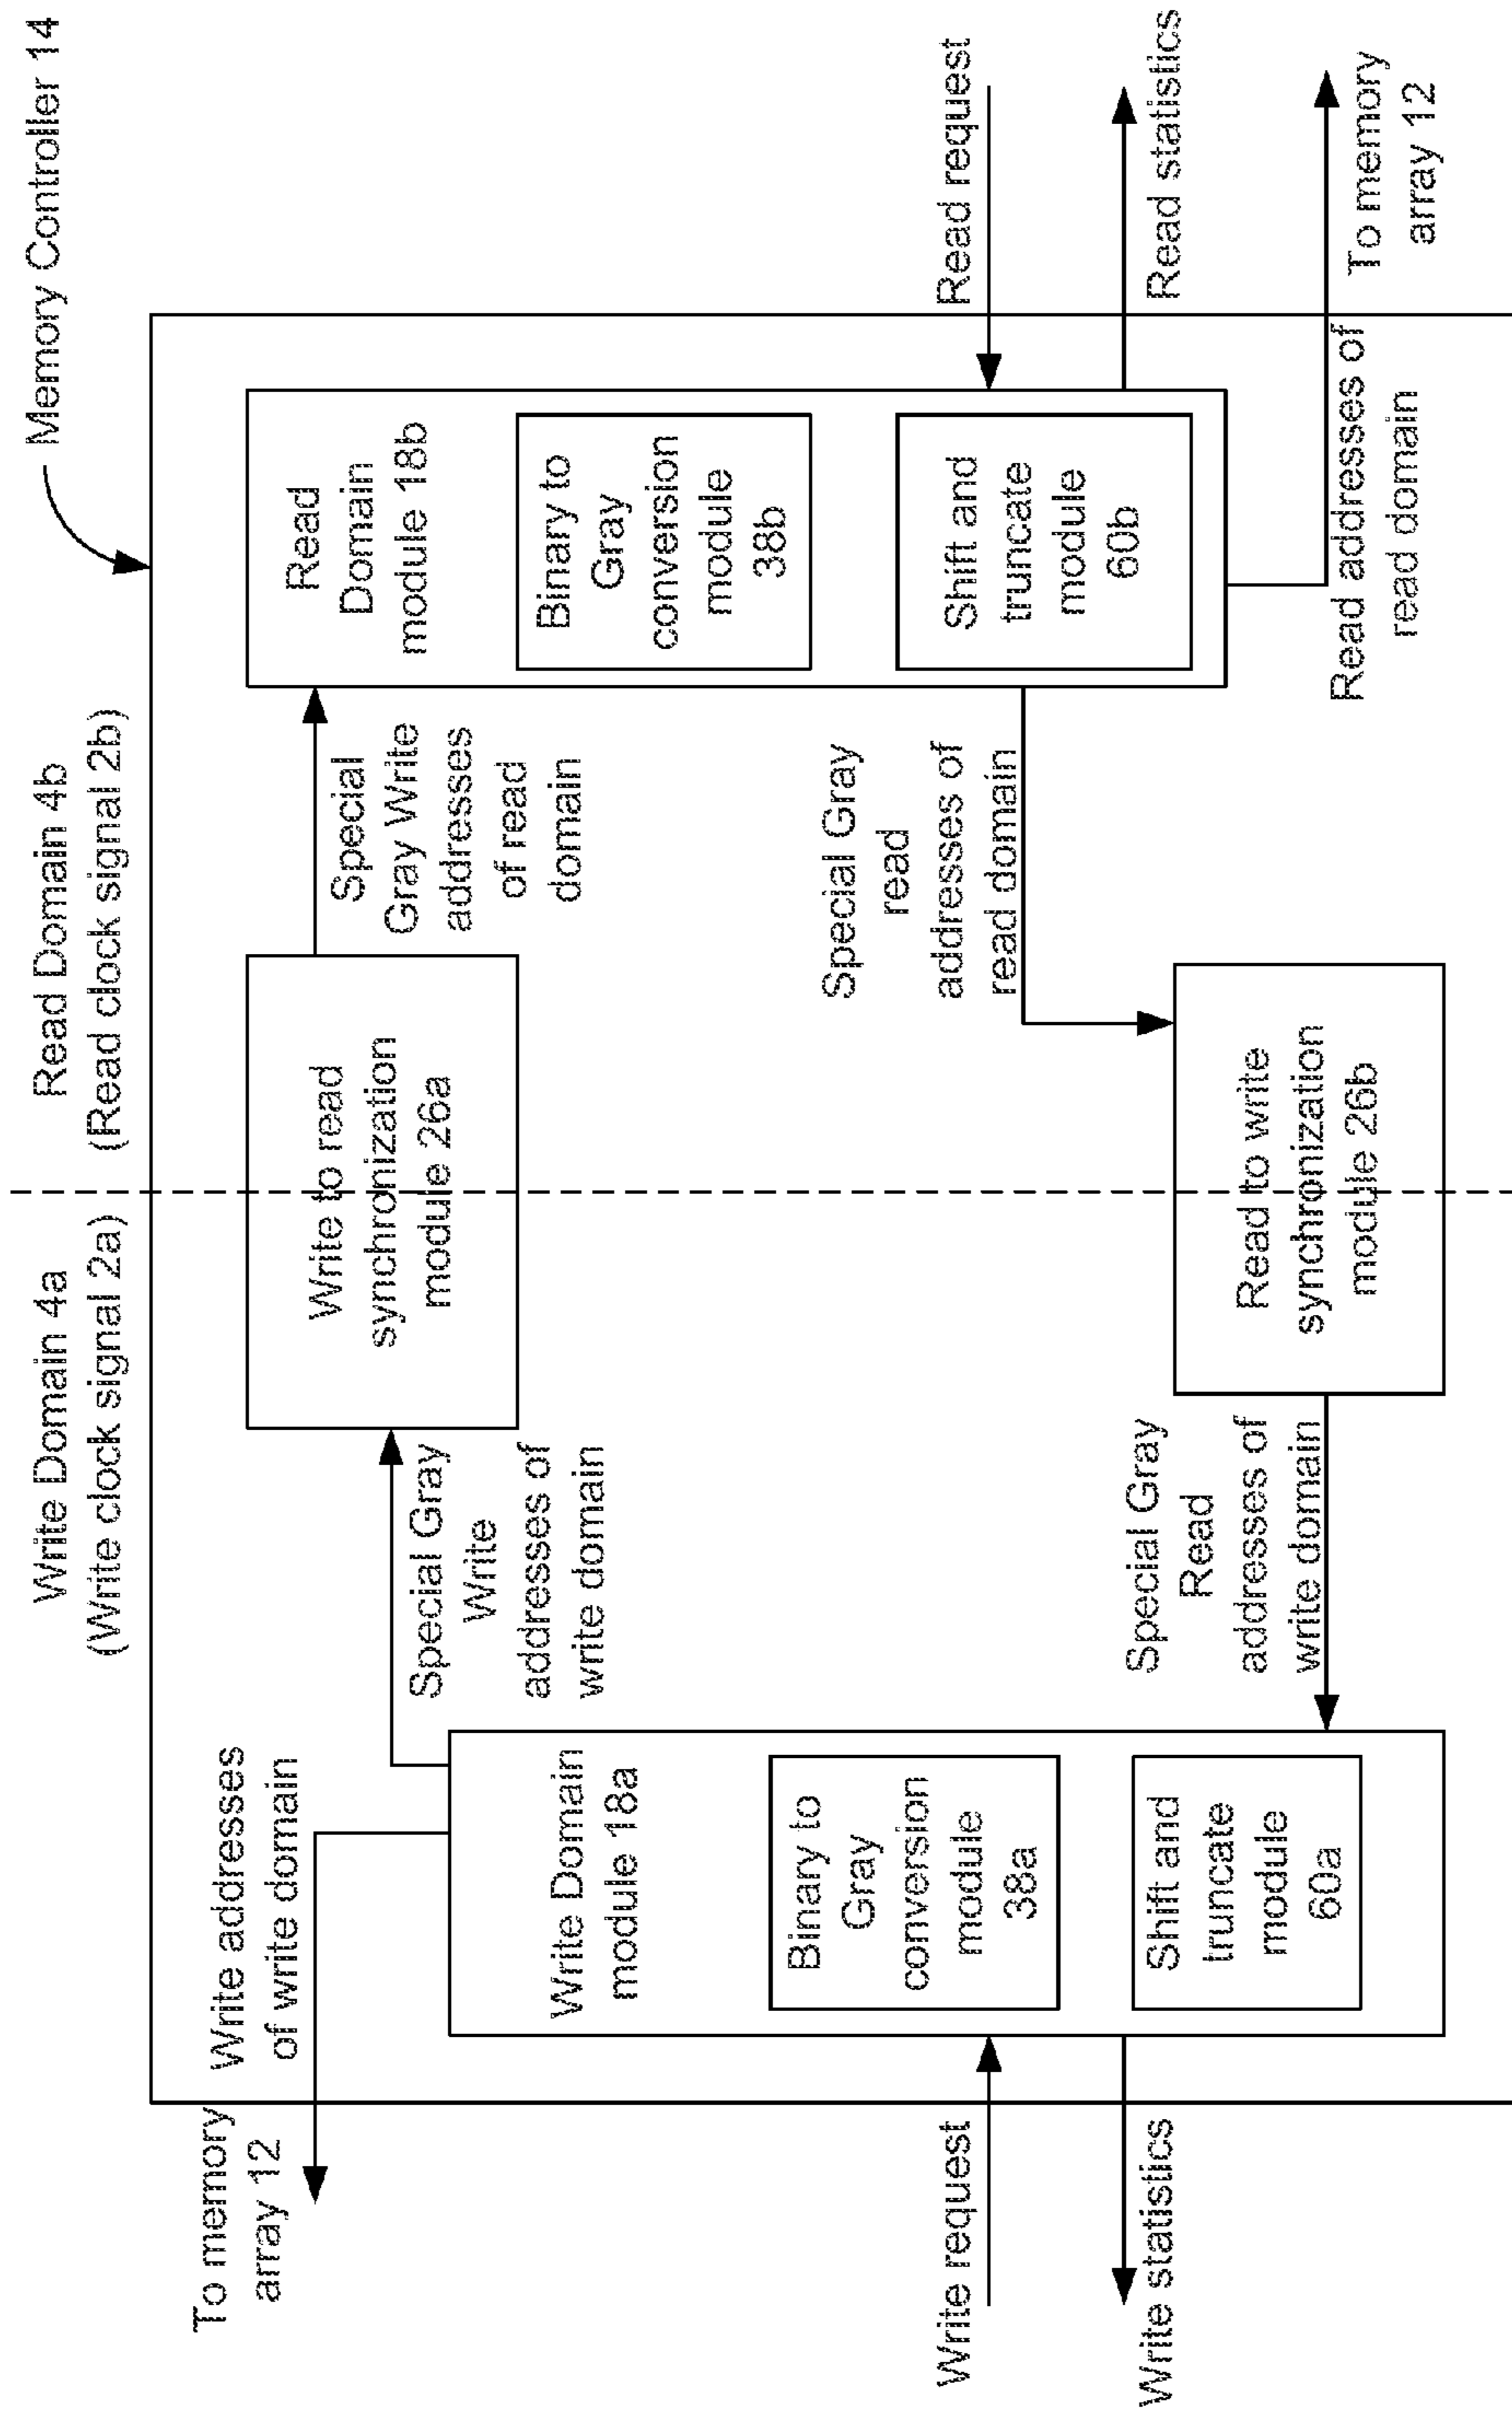 Memory Controller 14
Write Domain 4a
(Write clock signal 2a)
Read Domain 4b
(Read clock signal 2b)
To memory
array 12
Write addresses
of write domain
Write Domain
module 18a
Binary to
Gray
conversion
module
38a
Shift and
truncate
module
60a
Write request
Write statistics
Special Gray
Write
addresses of
write domain
Write to read
synchronization
module 26a
Special
Gray Write
addresses
of read
domain
Read
Domain
module 18b
Binary to
Gray
conversion
module
38b
Shift and
truncate
module
60b
Read request
Read statistics
To memory
array 12
Read addresses of
read domain
Special Gray
read
addresses of
read domain
Read to write
synchronization
module 26b
Special Gray
Read
addresses of
write domain